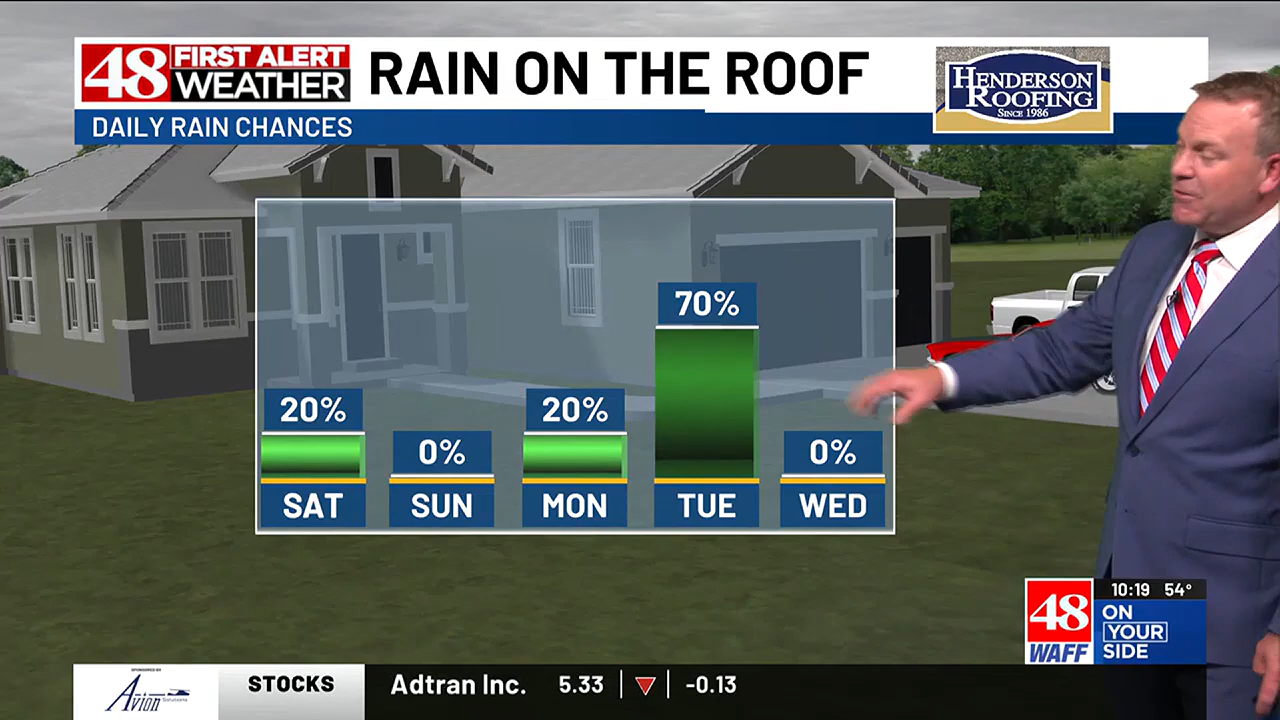 48 FIRST ALERT
WEATHER
RAIN ON THE ROOF
HENDERSON
ROOFING
SINCE 1986
DAILY RAIN CHANCES
20%
0%
20%
70%
0%
SAT
SUN
MON
TUE
WED
10:19 54°
48
WAFF
ON
YOUR
SIDE
SPONSORED BY
Avion
Solutions
STOCKS
Adtran Inc. 5.33 -0.13